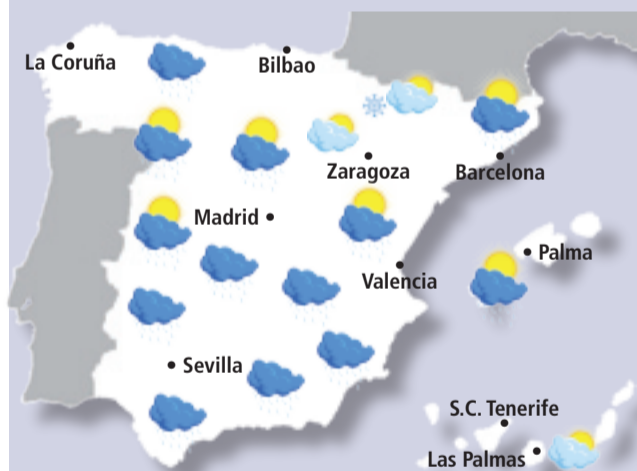 La Coruña
Bilbao
Zaragoza
Barcelona
Madrid
Palma
Valencia
Sevilla
S.C. Tenerife
Las Palmas